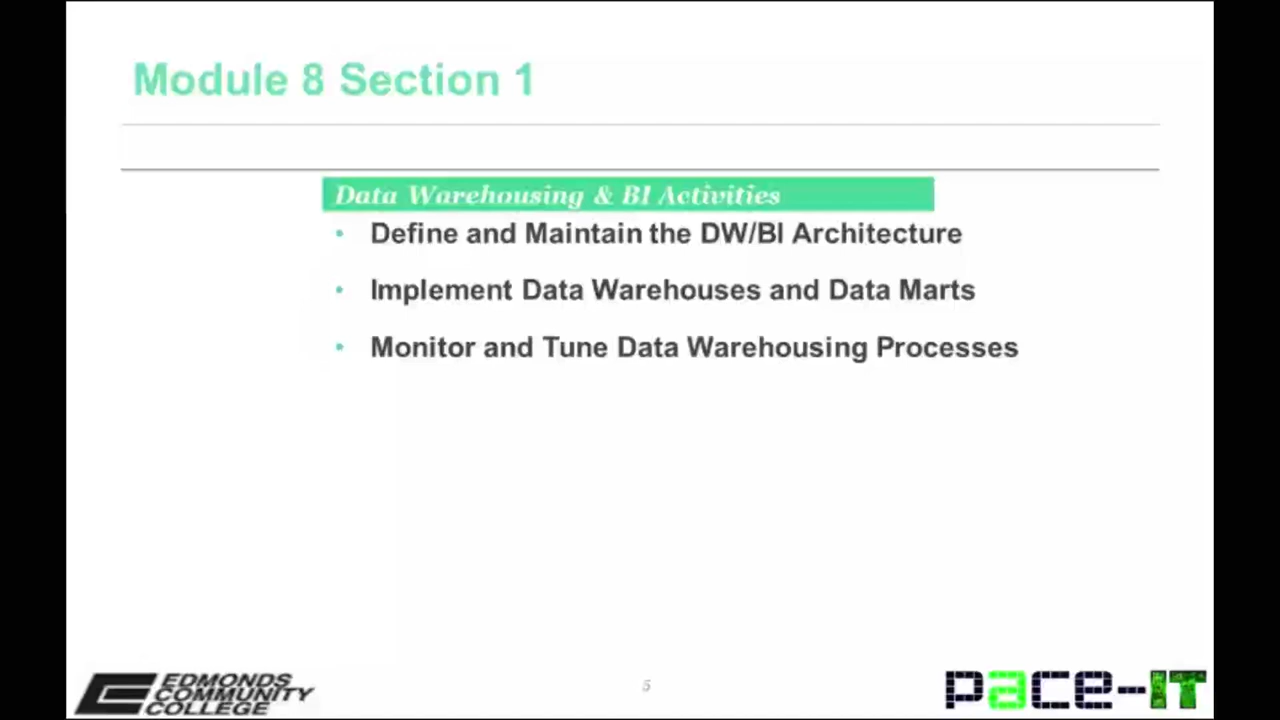 Module 8 Section 1
Data Warehousing & BI Activities
• Define and Maintain the DW/BI Architecture
• Implement Data Warehouses and Data Marts
• Monitor and Tune Data Warehousing Processes
EDMONDS
COMMUNITY
COLLEGE
5
pace-IT